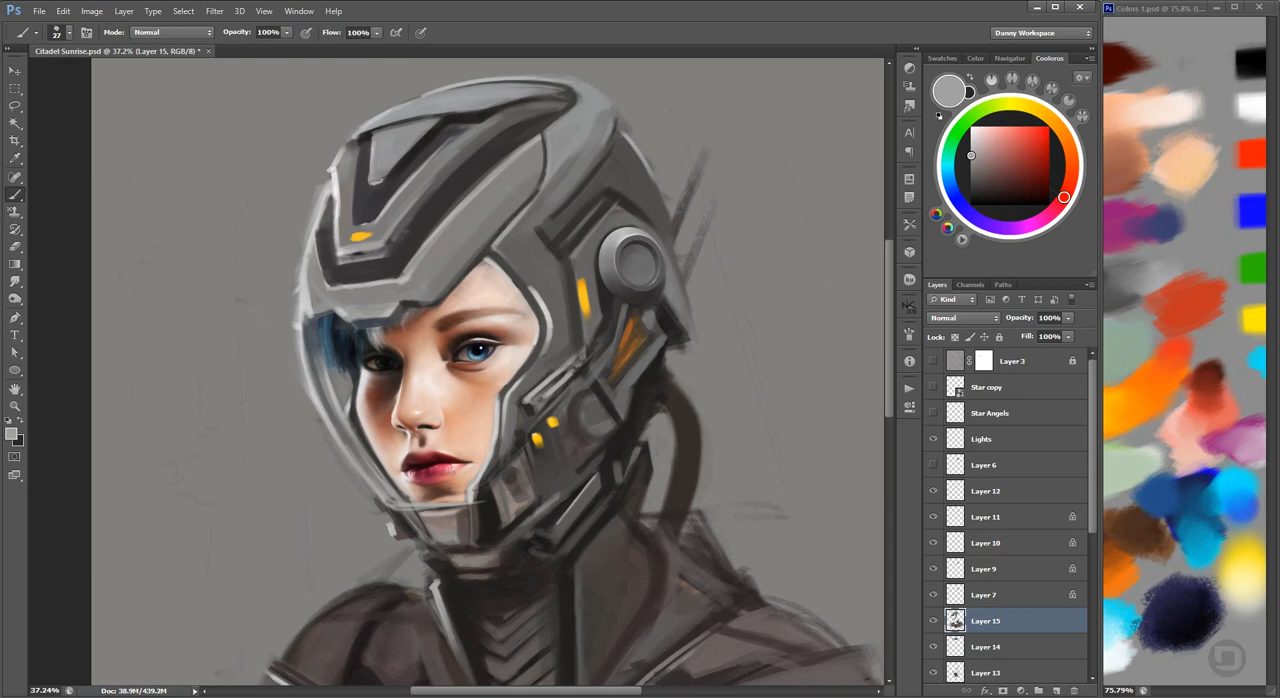 Ps File Edit Image Layer Type Select Filter 3D View Window Help
Colors 1.psd @ 75.8% (L...
27 Mode: Normal Opacity: 100% Flow: 100% Danny Workspace
Citadel Sunrise.psd @ 37.2% (Layer 15, RGB/8) * ×
Swatches Color Navigator Coolorus
Layers Channels Paths
Kind
Normal Opacity: 100%
Lock: Fill: 100%
Layer 3
Star copy
Star Angels
Lights
Layer 6
Layer 12
Layer 11
Layer 10
Layer 9
Layer 7
Layer 15
Layer 14
Layer 13
37.24% Doc: 38.9M/439.2M
75.79%